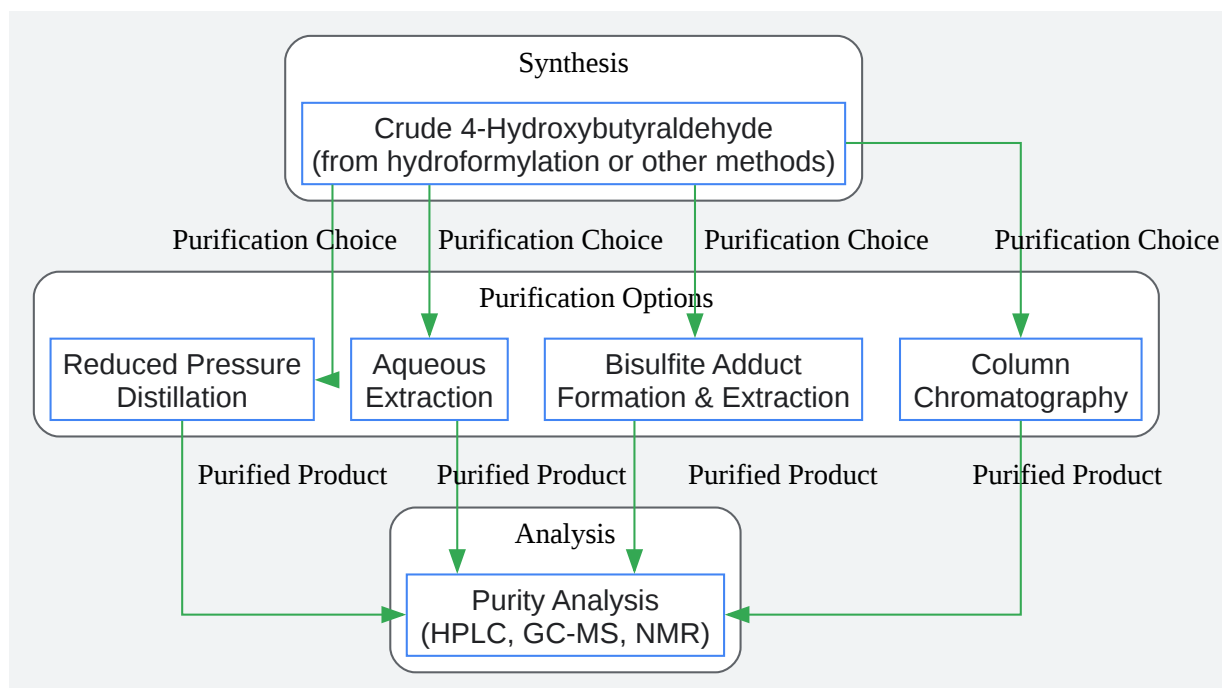 Synthesis
Crude 4-Hydroxybutyraldehyde
(from hydroformylation or other methods)
Purification Choice
Purification Choice
Purification Choice
Purification Choice
Purification Options
Reduced Pressure
Distillation
Aqueous
Extraction
Bisulfite Adduct
Formation & Extraction
Column
Chromatography
Purified Product
Purified Product
Purified Product
Purified Product
Analysis
Purity Analysis
(HPLC, GC-MS, NMR)